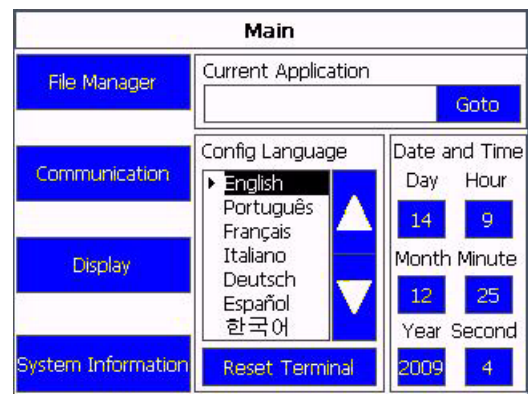 Main
File Manager
Communication
Display
System Information
Current Application
Goto
Config Language
English
Português
Français
Italiano
Deutsch
Español
한국어
Reset Terminal
Date and Time
Day Hour
14 9
Month Minute
12 25
Year Second
2009 4